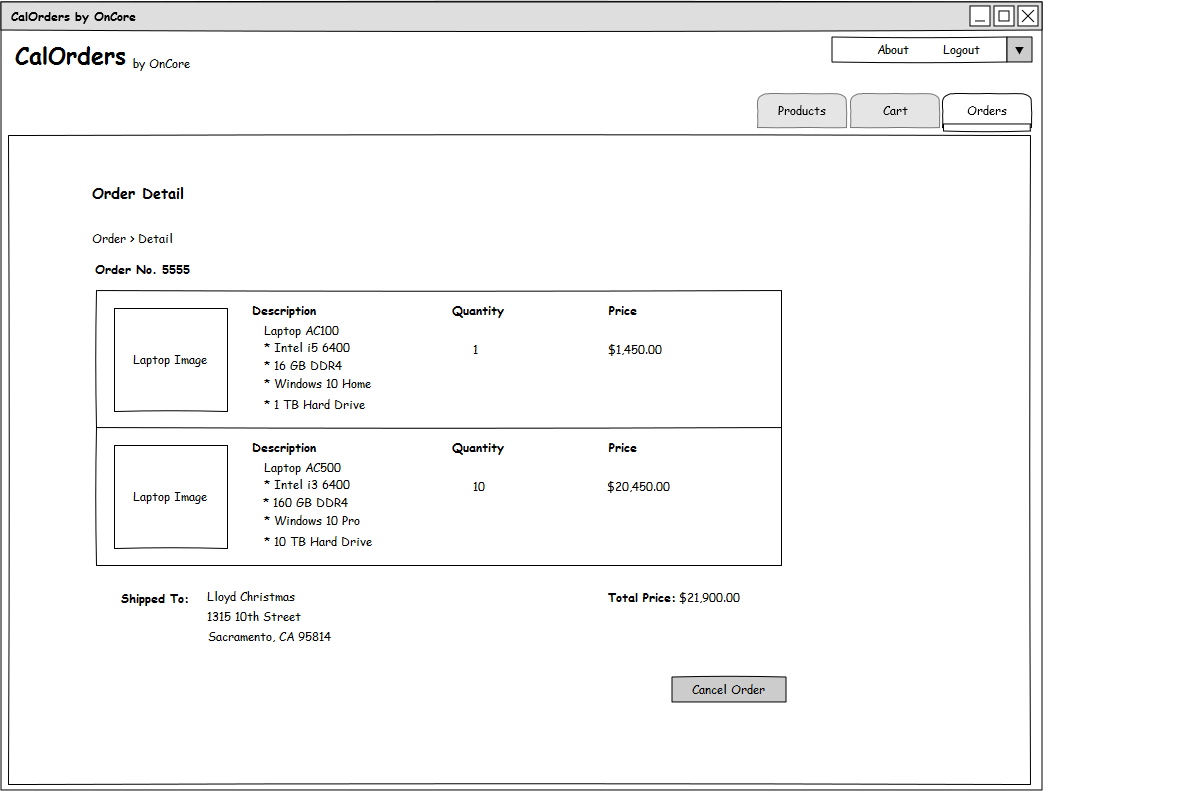 CalOrders by OnCore
CalOrders by OnCore
About Logout ▼
Products Cart Orders
Order Detail
Order > Detail
Order No. 5555
Description Quantity Price
Laptop AC100
* Intel i5 6400
1 $1,450.00
Laptop Image
* 16 GB DDR4
* Windows 10 Home
* 1 TB Hard Drive
Description Quantity Price
Laptop AC500
* Intel i3 6400
10 $20,450.00
Laptop Image
* 160 GB DDR4
* Windows 10 Pro
* 10 TB Hard Drive
Shipped To: Lloyd Christmas
1315 10th Street
Sacramento, CA 95814
Total Price: $21,900.00
Cancel Order